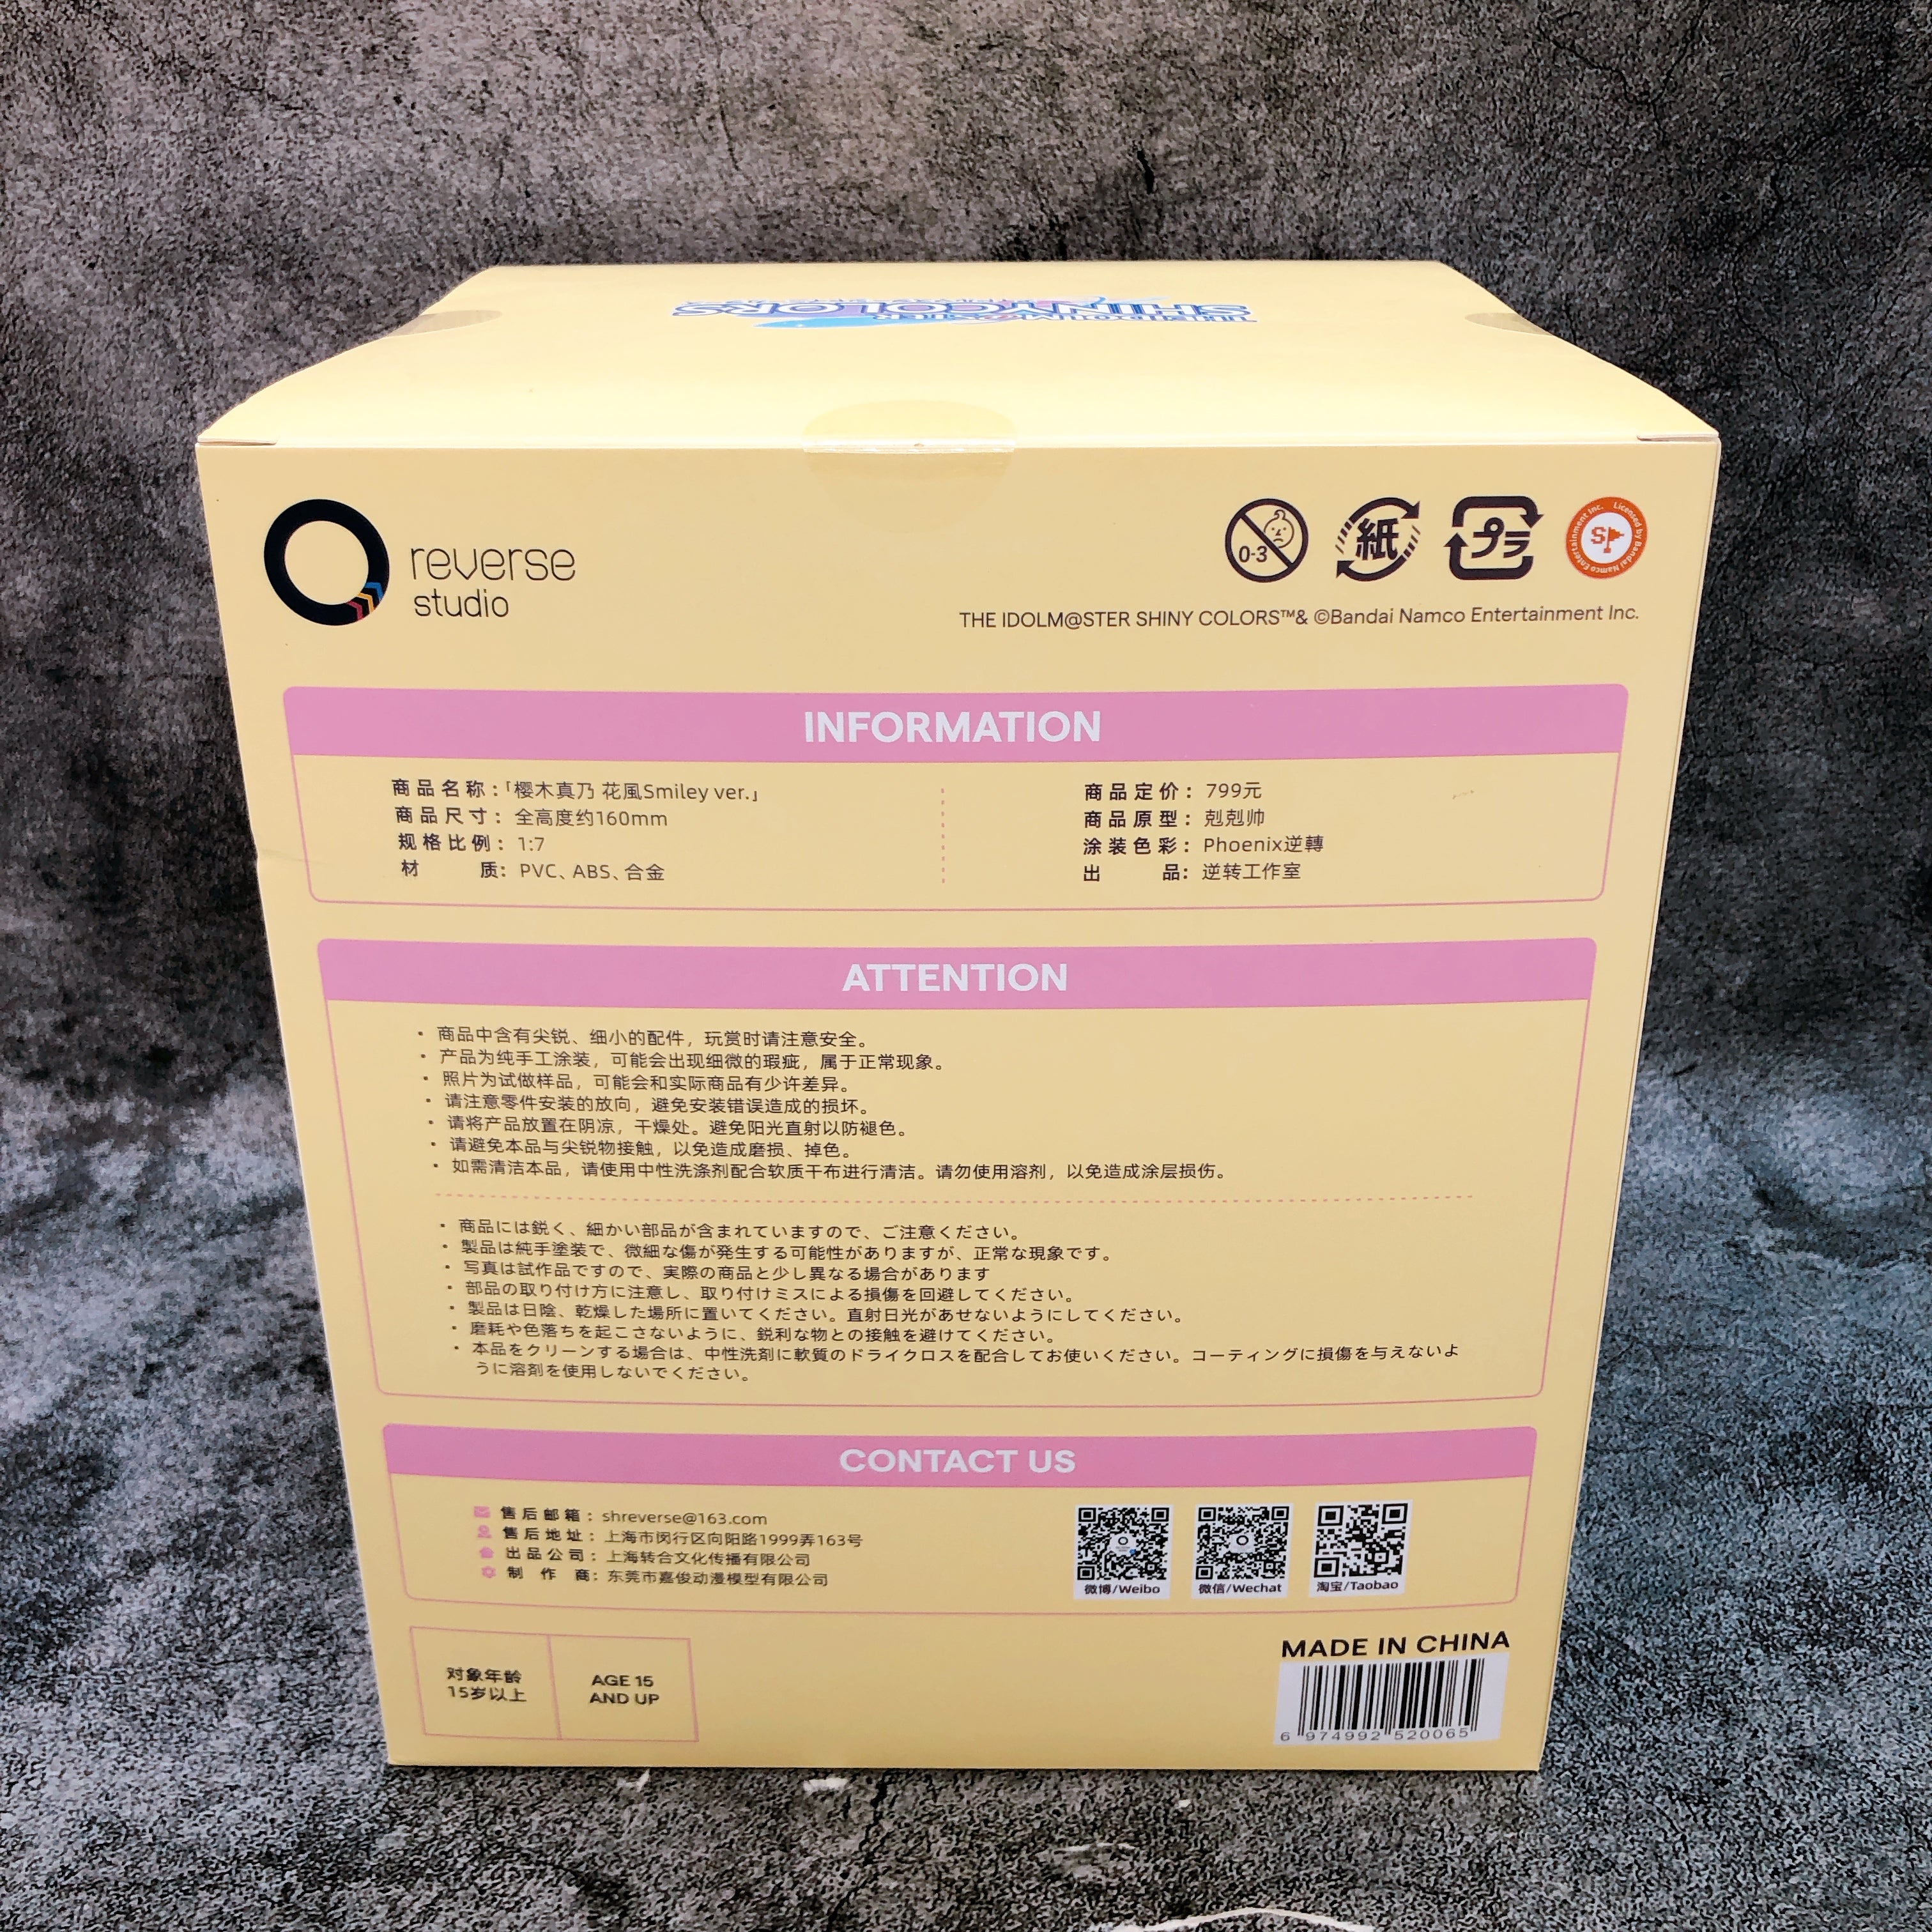 THE IDOLM@STER
SHINYCOLORS
reverse
studio
0-3
紙
プラ
Licensed by Bandai Namco Entertainment Inc.
THE IDOLM@STER SHINY COLORS™& ©Bandai Namco Entertainment Inc.
INFORMATION
商品名称：「樱木真乃 花風Smiley ver.」
商品尺寸：全高度约160mm
规格比例：1:7
材 质：PVC、ABS、合金
商品定价：799元
商品原型：剋剋帅
涂装色彩：Phoenix逆轉
出 品：逆转工作室
ATTENTION
・商品中含有尖锐、细小的配件，玩赏时请注意安全。
・产品为纯手工涂装，可能会出现细微的瑕疵，属于正常现象。
・照片为试做样品，可能会和实际商品有少许差异。
・请注意零件安装的放向，避免安装错误造成的损坏。
・请将产品放置在阴凉，干燥处。避免阳光直射以防褪色。
・请避免本品与尖锐物接触，以免造成磨损、掉色。
・如需清洁本品，请使用中性洗涤剂配合软质干布进行清洁。请勿使用溶剂，以免造成涂层损伤。
・商品には鋭く、細かい部品が含まれていますので、ご注意ください。
・製品は純手塗装で、微細な傷が発生する可能性がありますが、正常な現象です。
・写真は試作品ですので、実際の商品と少し異なる場合があります
・部品の取り付け方に注意し、取り付けミスによる損傷を回避してください。
・製品は日陰、乾燥した場所に置いてください。直射日光があせないようにしてください。
・磨耗や色落ちを起こさないように、鋭利な物との接触を避けてください。
・本品をクリーンする場合は、中性洗剤に軟質のドライクロスを配合してお使いください。コーティングに損傷を与えないよ
うに溶剤を使用しないでください。
CONTACT US
售后邮箱：shreverse@163.com
售后地址：上海市闵行区向阳路1999弄163号
出品公司：上海转合文化传播有限公司
制 作 商：东莞市嘉俊动漫模型有限公司
微博/Weibo
微信/Wechat
淘宝/Taobao
对象年龄
15岁以上
AGE 15
AND UP
MADE IN CHINA
6 974992 520065